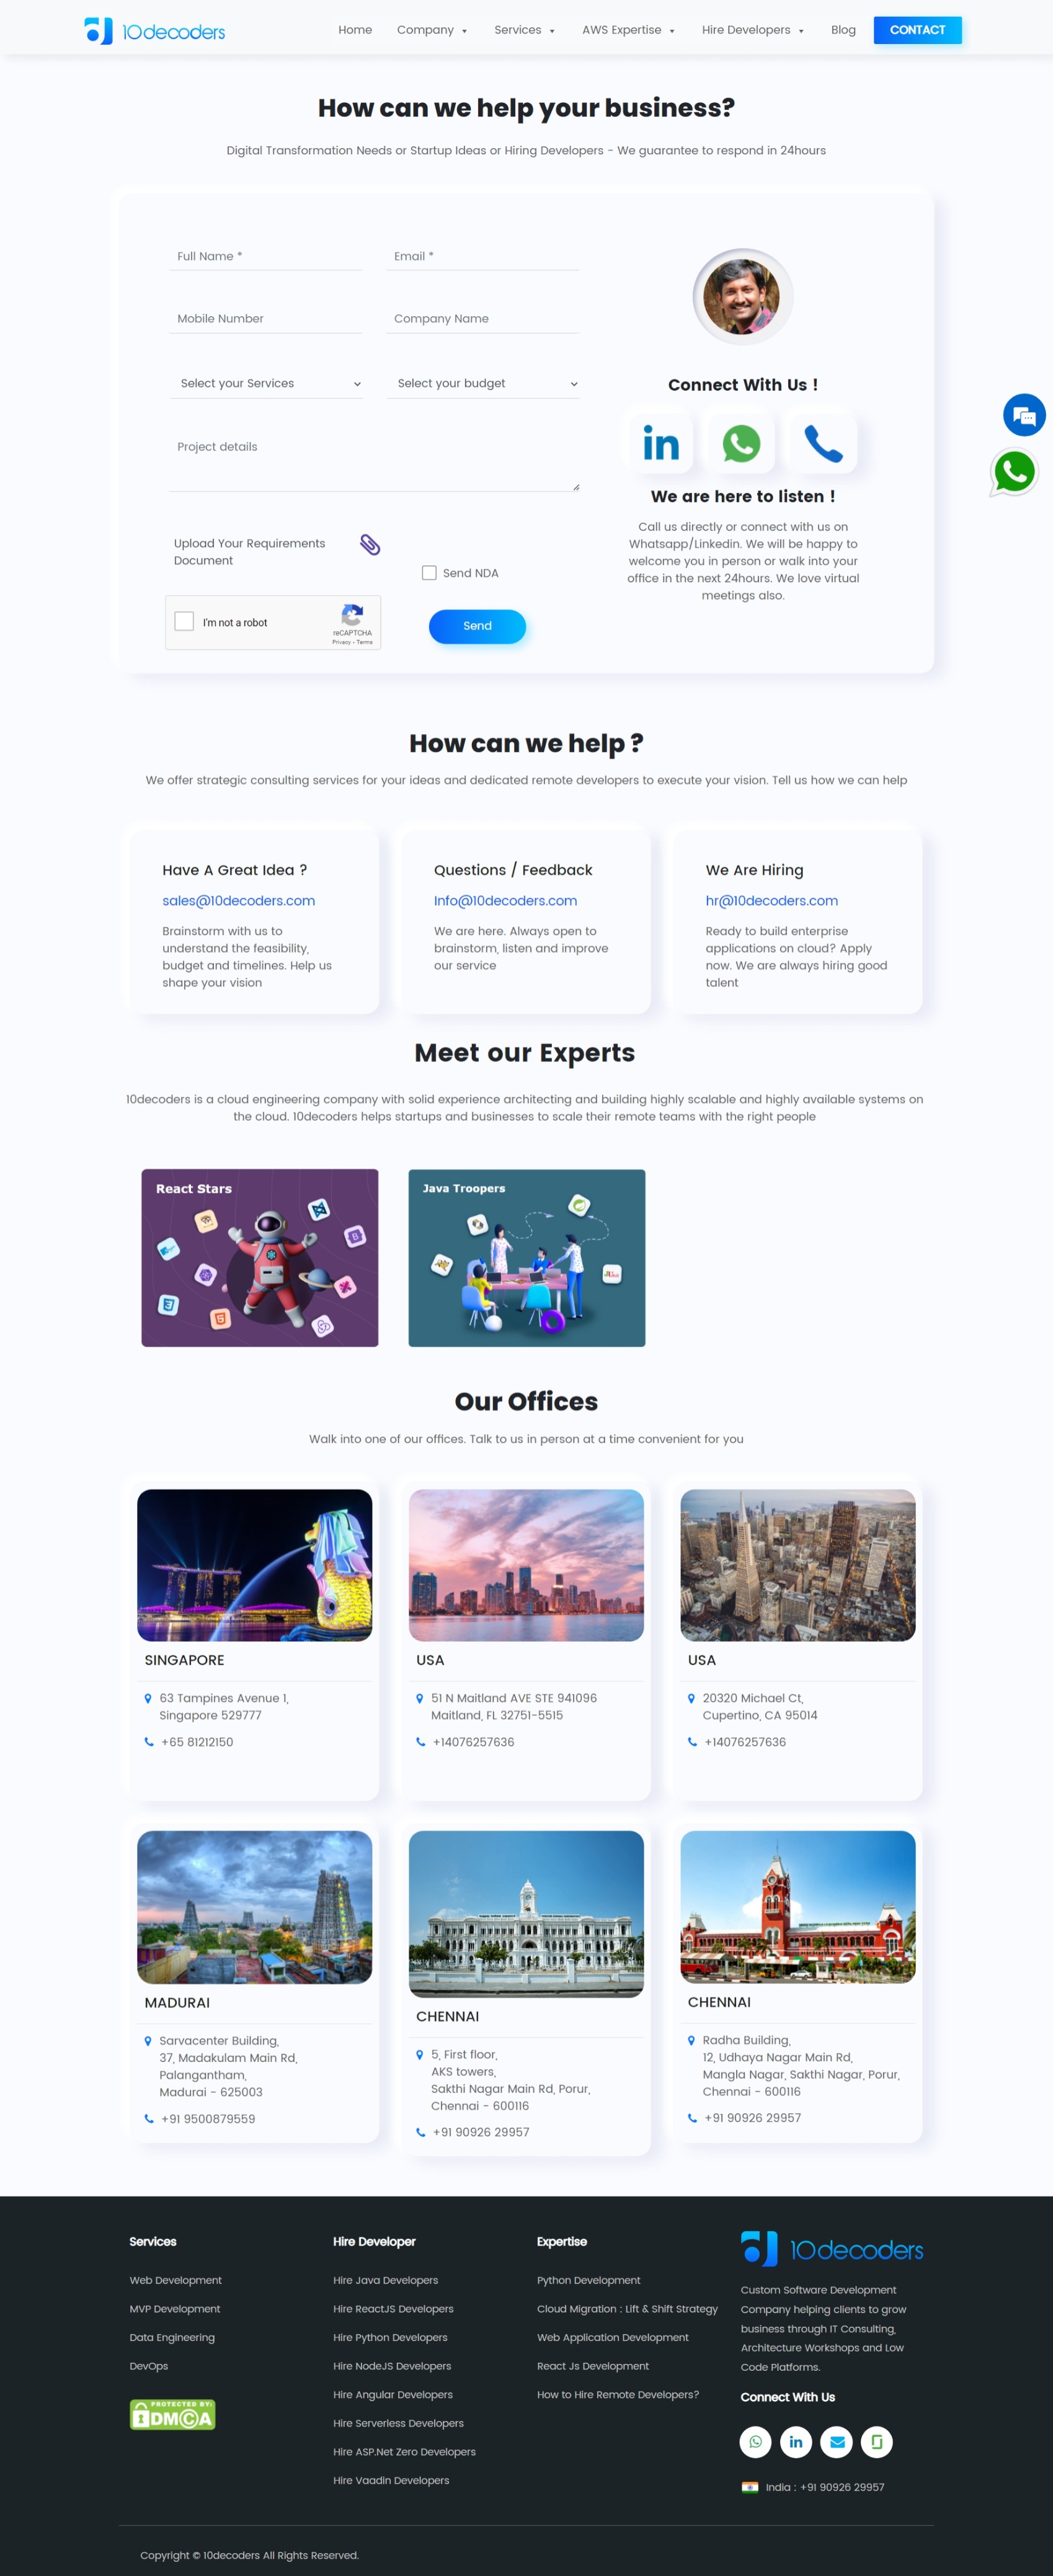 10decoders
Home
Company
Services
AWS Expertise
Hire Developers
Blog
CONTACT
How can we help your business?
Digital Transformation Needs or Startup Ideas or Hiring Developers - We guarantee to respond in 24hours
Full Name *
Email *
Mobile Number
Company Name
Select your Services
Select your budget
Project details
Upload Your Requirements
Document
Send NDA
I'm not a robot
reCAPTCHA
Privacy - Terms
Send
Connect With Us !
We are here to listen !
Call us directly or connect with us on
Whatsapp/Linkedin. We will be happy to
welcome you in person or walk into your
office in the next 24hours. We love virtual
meetings also.
How can we help ?
We offer strategic consulting services for your ideas and dedicated remote developers to execute your vision. Tell us how we can help
Have A Great Idea ?
sales@10decoders.com
Brainstorm with us to
understand the feasibility,
budget and timelines. Help us
shape your vision
Questions / Feedback
Info@10decoders.com
We are here. Always open to
brainstorm, listen and improve
our service
We Are Hiring
hr@10decoders.com
Ready to build enterprise
applications on cloud? Apply
now. We are always hiring good
talent
Meet our Experts
10decoders is a cloud engineering company with solid experience architecting and building highly scalable and highly available systems on
the cloud. 10decoders helps startups and businesses to scale their remote teams with the right people
React Stars
Java Troopers
Our Offices
Walk into one of our offices. Talk to us in person at a time convenient for you
SINGAPORE
63 Tampines Avenue 1,
Singapore 529777
+65 81212150
USA
51 N Maitland AVE STE 941096
Maitland, FL 32751-5515
+14076257636
USA
20320 Michael Ct,
Cupertino, CA 95014
+14076257636
MADURAI
Sarvacenter Building,
37, Madakulam Main Rd,
Palangantham,
Madurai - 625003
+91 9500879559
CHENNAI
5, First floor,
AKS towers,
Sakthi Nagar Main Rd, Porur,
Chennai - 600116
+91 90926 29957
CHENNAI
Radha Building,
12, Udhaya Nagar Main Rd,
Mangla Nagar, Sakthi Nagar, Porur,
Chennai - 600116
+91 90926 29957
Services
Web Development
MVP Development
Data Engineering
DevOps
PROTECTED BY:
DMCA
Hire Developer
Hire Java Developers
Hire ReactJS Developers
Hire Python Developers
Hire NodeJS Developers
Hire Angular Developers
Hire Serverless Developers
Hire ASP.Net Zero Developers
Hire Vaadin Developers
Expertise
Python Development
Cloud Migration : Lift & Shift Strategy
Web Application Development
React Js Development
How to Hire Remote Developers?
10decoders
Custom Software Development
Company helping clients to grow
business through IT Consulting,
Architecture Workshops and Low
Code Platforms.
Connect With Us
India : +91 90926 29957
Copyright © 10decoders All Rights Reserved.